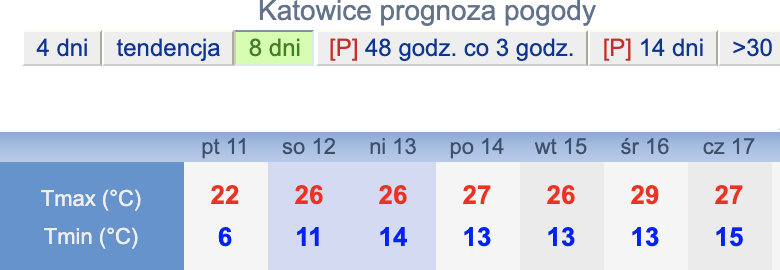 Katowice prognoza pogody
4 dni tendencja 8 dni [P] 48 godz. co 3 godz. [P] 14 dni >30
pt 11 so 12 ni 13 po 14 wt 15 śr 16 cz 17
Tmax (°C) 22 26 26 27 26 29 27
Tmin (°C) 6 11 14 13 13 13 15